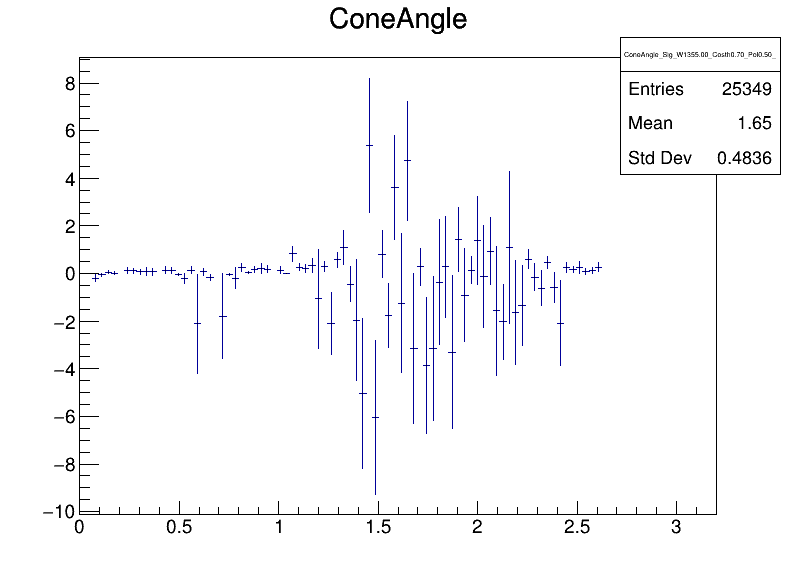 ConeAngle
ConeAngle_Sig_W1355.00_Costh0.70_Pol0.50_
Entries 25349
Mean 1.65
Std Dev 0.4836
8
6
4
2
0
−2
−4
−6
−8
−10
0 0.5 1 1.5 2 2.5 3